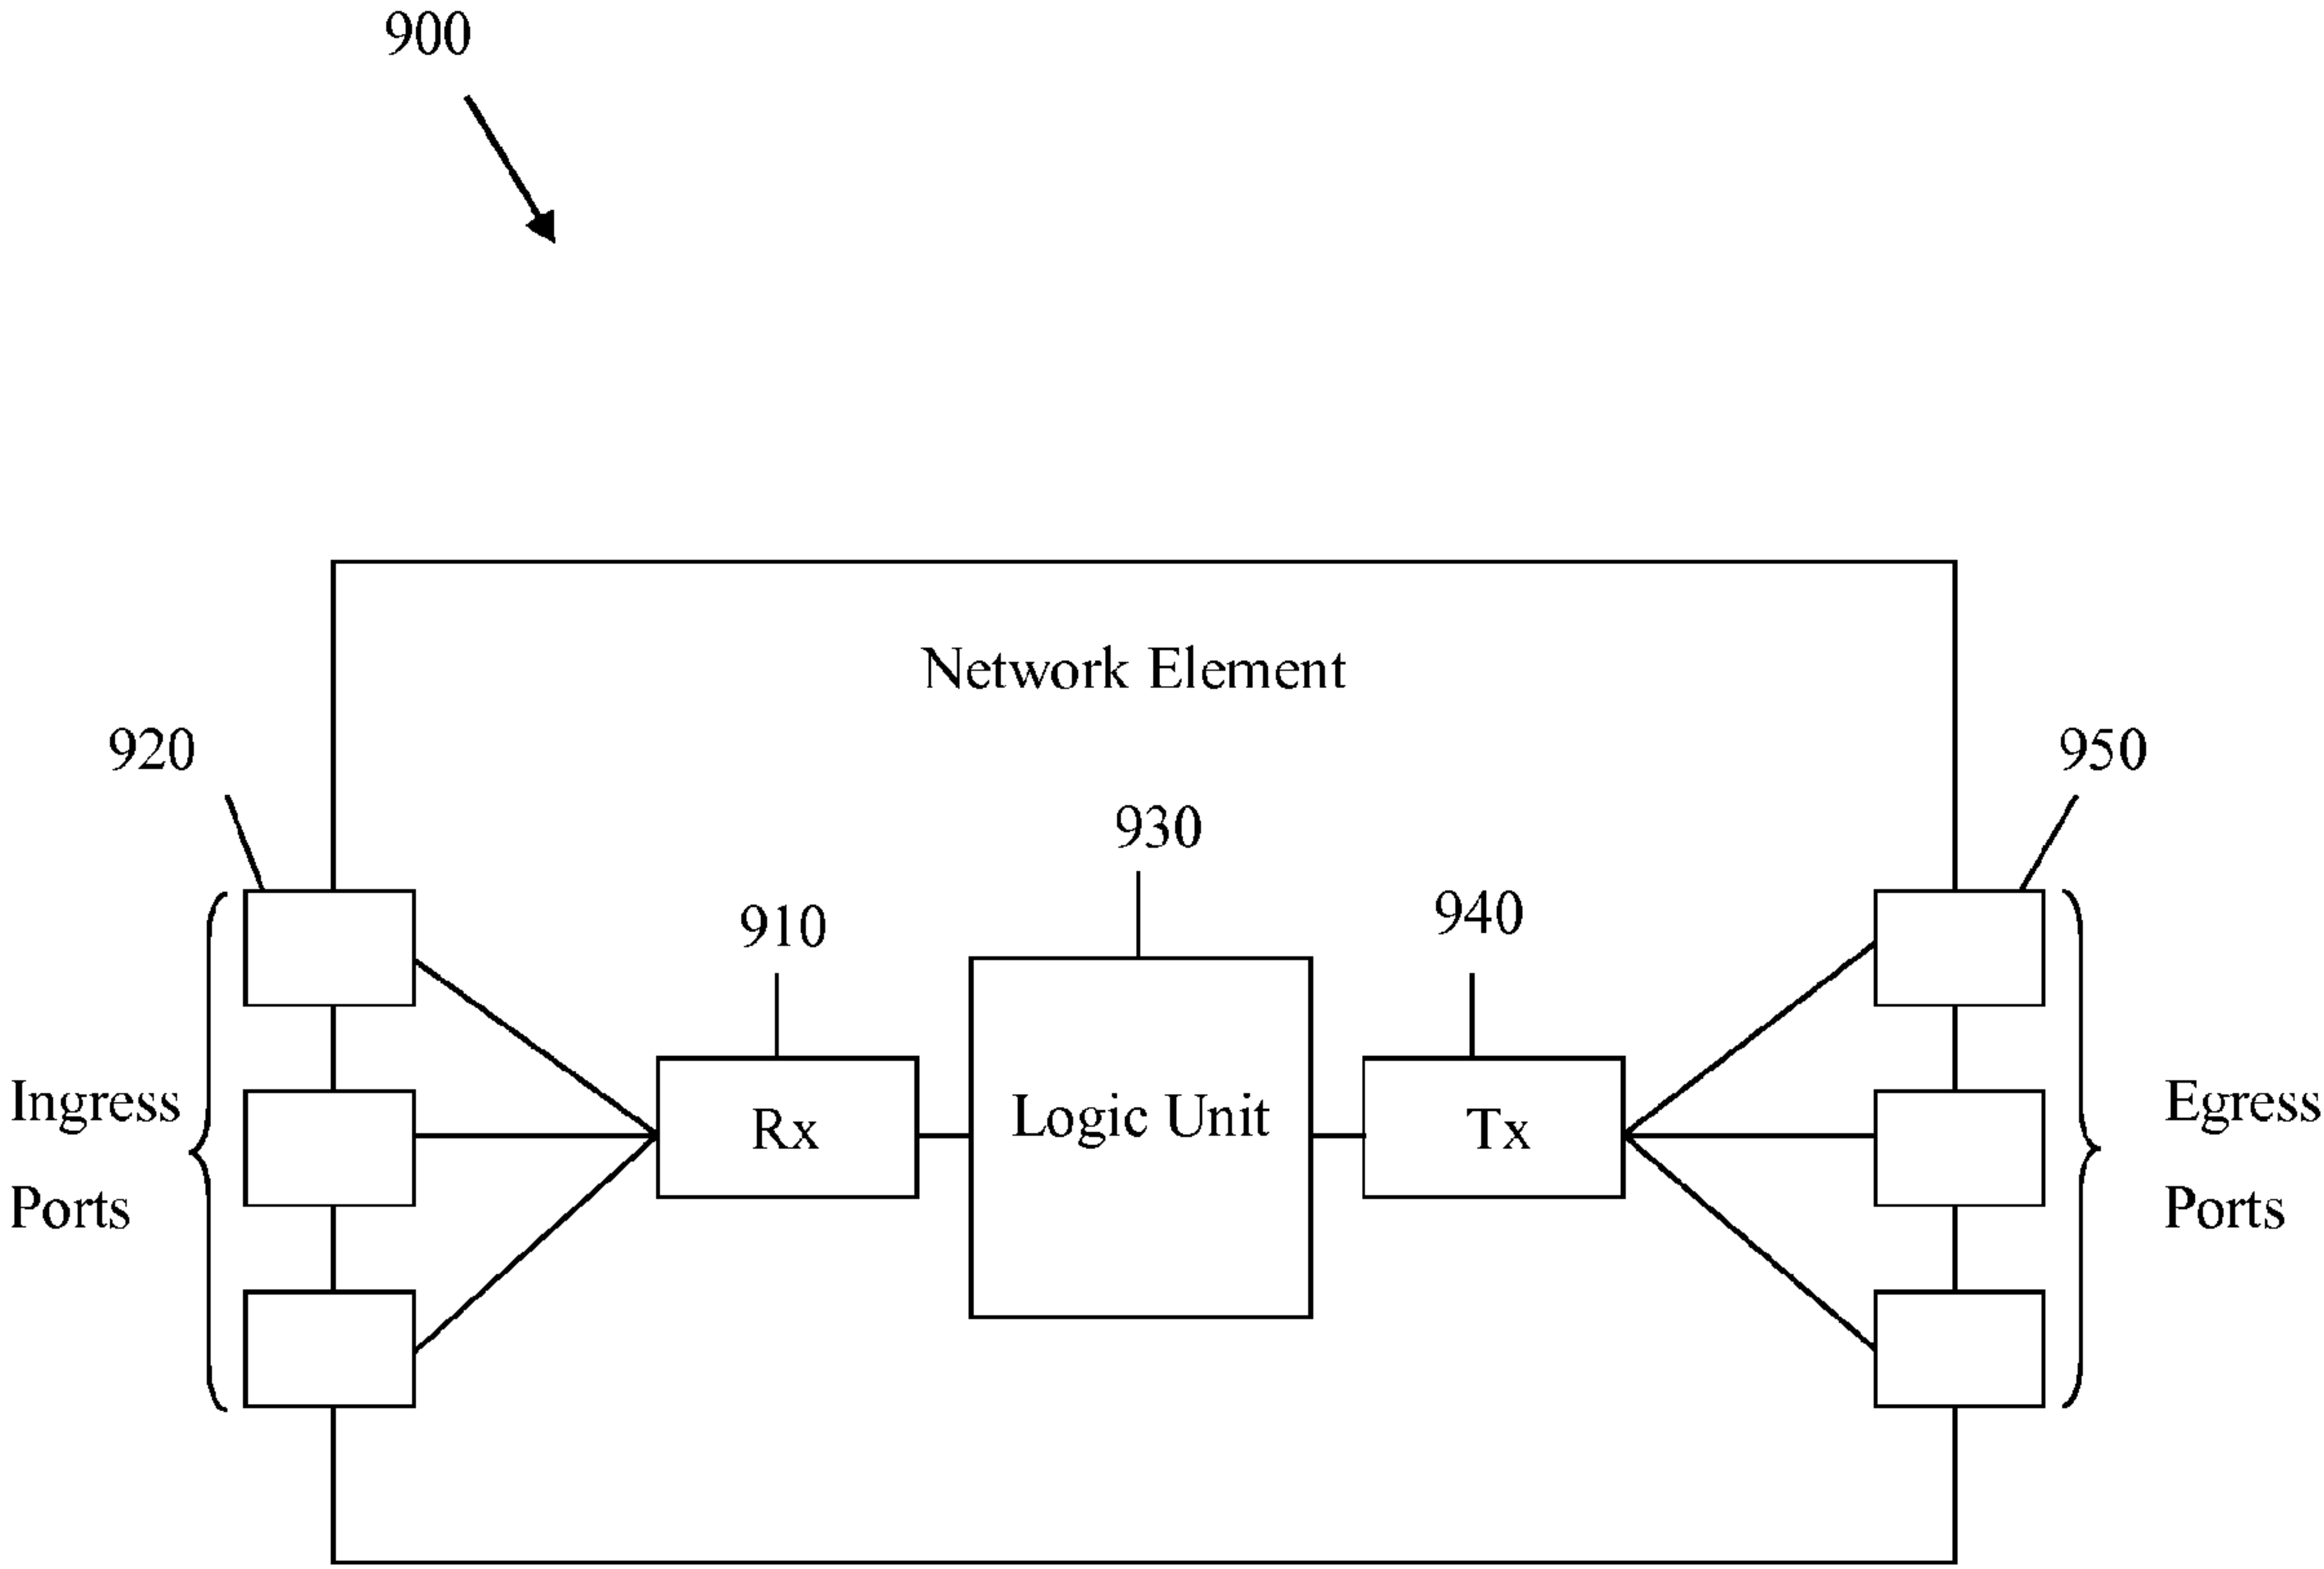 900
Network Element
920
950
930
910
940
Ingress
Ports
Rx
Logic Unit
Tx
Egress
Ports